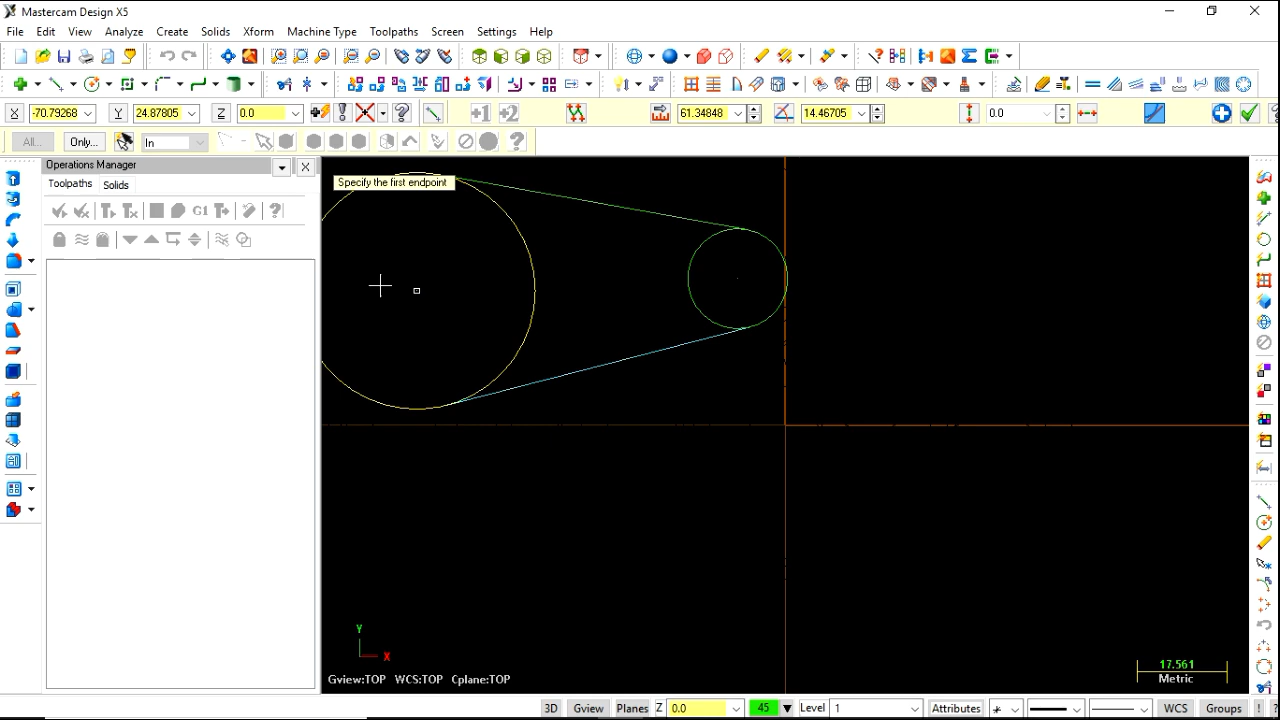 Mastercam Design X5
File Edit View Analyze Create Solids Xform Machine Type Toolpaths Screen Settings Help
X -70.79268 Y 24.87805 Z 0.0 +1 +2 61.34848 14.46705 0.0
All... Only... In
Operations Manager
Toolpaths Solids
G1
Specify the first endpoint
Y
X
17.561
Metric
Gview:TOP WCS:TOP Cplane:TOP
3D Gview Planes Z 0.0 45 Level 1 Attributes WCS Groups